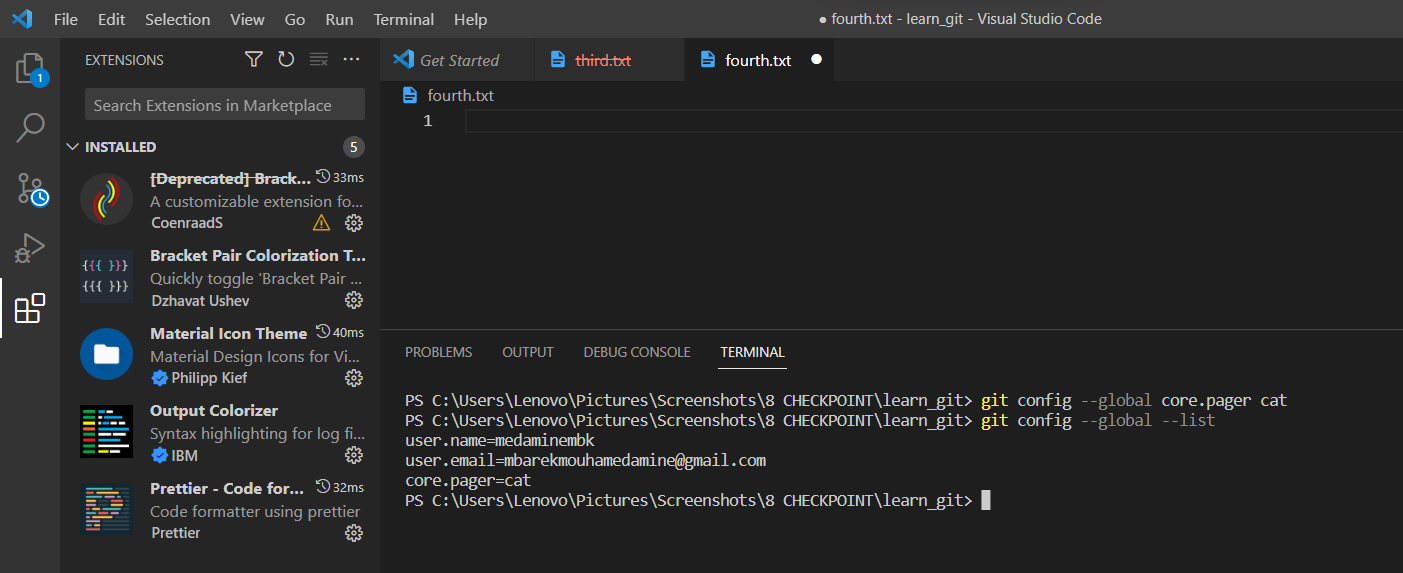 File Edit Selection View Go Run Terminal Help
● fourth.txt - learn_git - Visual Studio Code
1
EXTENSIONS
Search Extensions in Marketplace
INSTALLED 5
[Deprecated] Brack... 33ms
A customizable extension fo...
CoenraadS
{{{ }}}
{{{ }}}
Bracket Pair Colorization T...
Quickly toggle 'Bracket Pair ...
Dzhavat Ushev
Material Icon Theme 40ms
Material Design Icons for Vi...
Philipp Kief
Output Colorizer
Syntax highlighting for log fi...
IBM
Prettier - Code for... 32ms
Code formatter using prettier
Prettier
Get Started third.txt fourth.txt
fourth.txt
1
PROBLEMS OUTPUT DEBUG CONSOLE TERMINAL
PS C:\Users\Lenovo\Pictures\Screenshots\8 CHECKPOINT\learn_git> git config --global core.pager cat
PS C:\Users\Lenovo\Pictures\Screenshots\8 CHECKPOINT\learn_git> git config --global --list
user.name=medaminembk
user.email=mbarekmouhamedamine@gmail.com
core.pager=cat
PS C:\Users\Lenovo\Pictures\Screenshots\8 CHECKPOINT\learn_git>